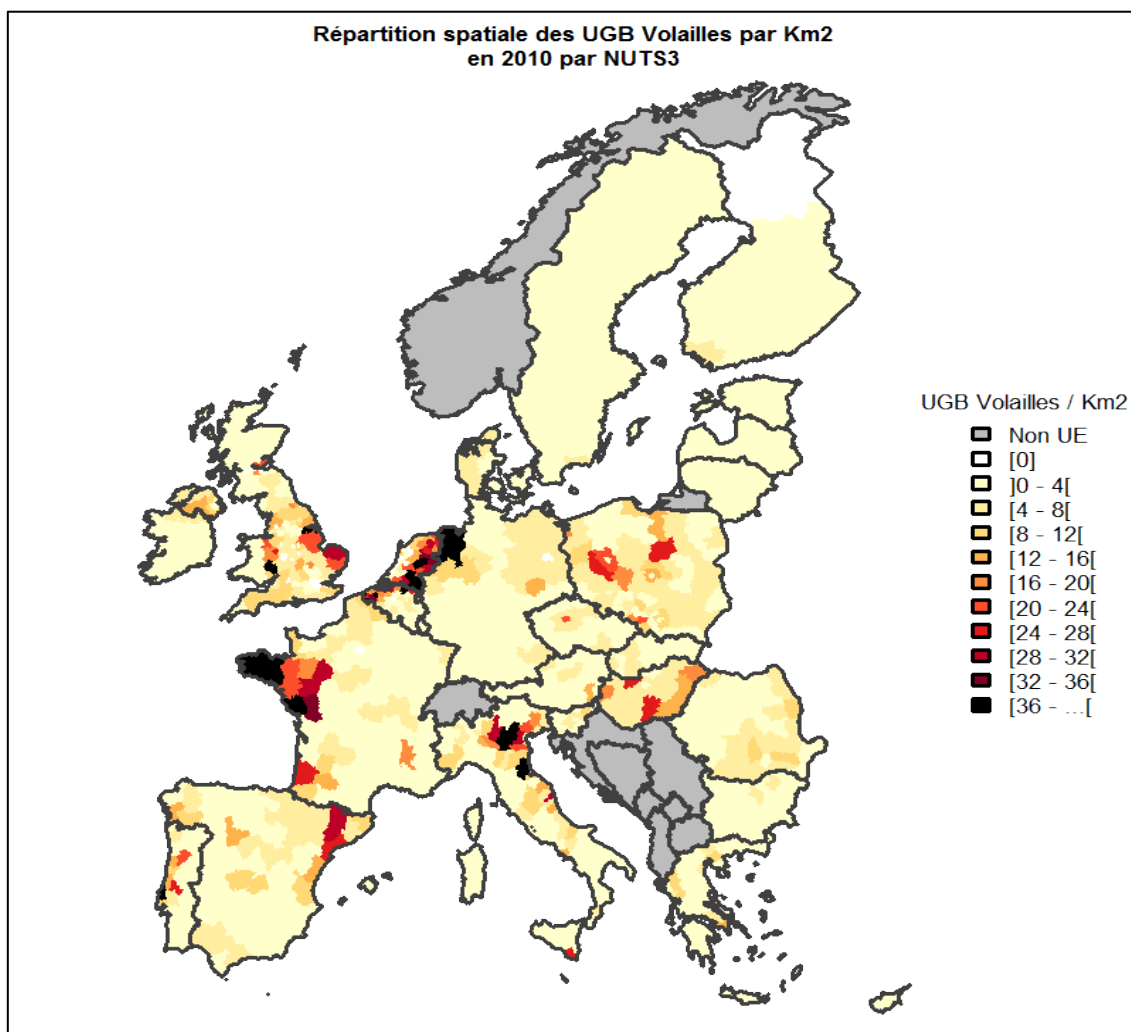 Répartition spatiale des UGB Volailles par Km2
en 2010 par NUTS3
UGB Volailles / Km2
Non UE
[0]
]0 - 4[
[4 - 8[
[8 - 12[
[12 - 16[
[16 - 20[
[20 - 24[
[24 - 28[
[28 - 32[
[32 - 36[
[36 - ...[